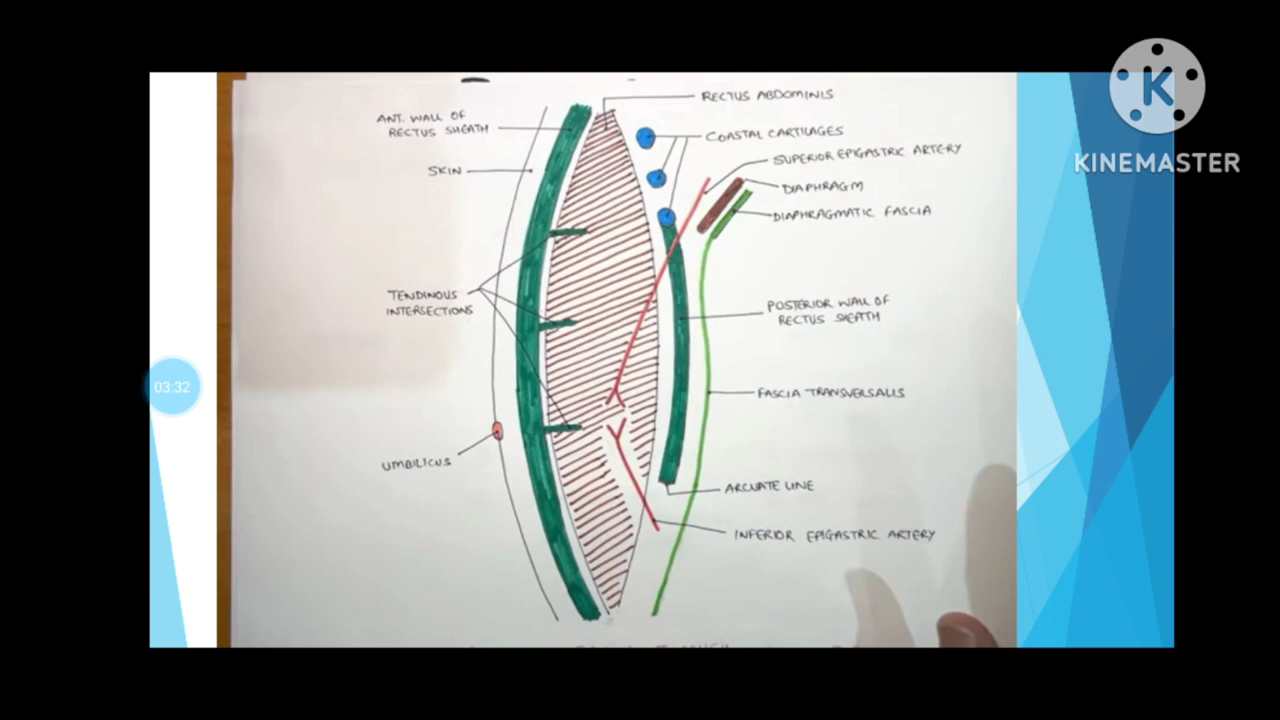 KINEMASTER
RECTUS ABDOMINIS
ANT. WALL OF
RECTUS SHEATH
COASTAL CARTILAGES
SUPERIOR EPIGASTRIC ARTERY
SKIN
DIAPHRAGM
DIAPHRAGMATIC FASCIA
TENDINOUS
INTERSECTIONS
POSTERIOR WALL OF
RECTUS SHEATH
03:32
FASCIA TRANSVERSALIS
UMBILICUS
ARCUATE LINE
INFERIOR EPIGASTRIC ARTERY